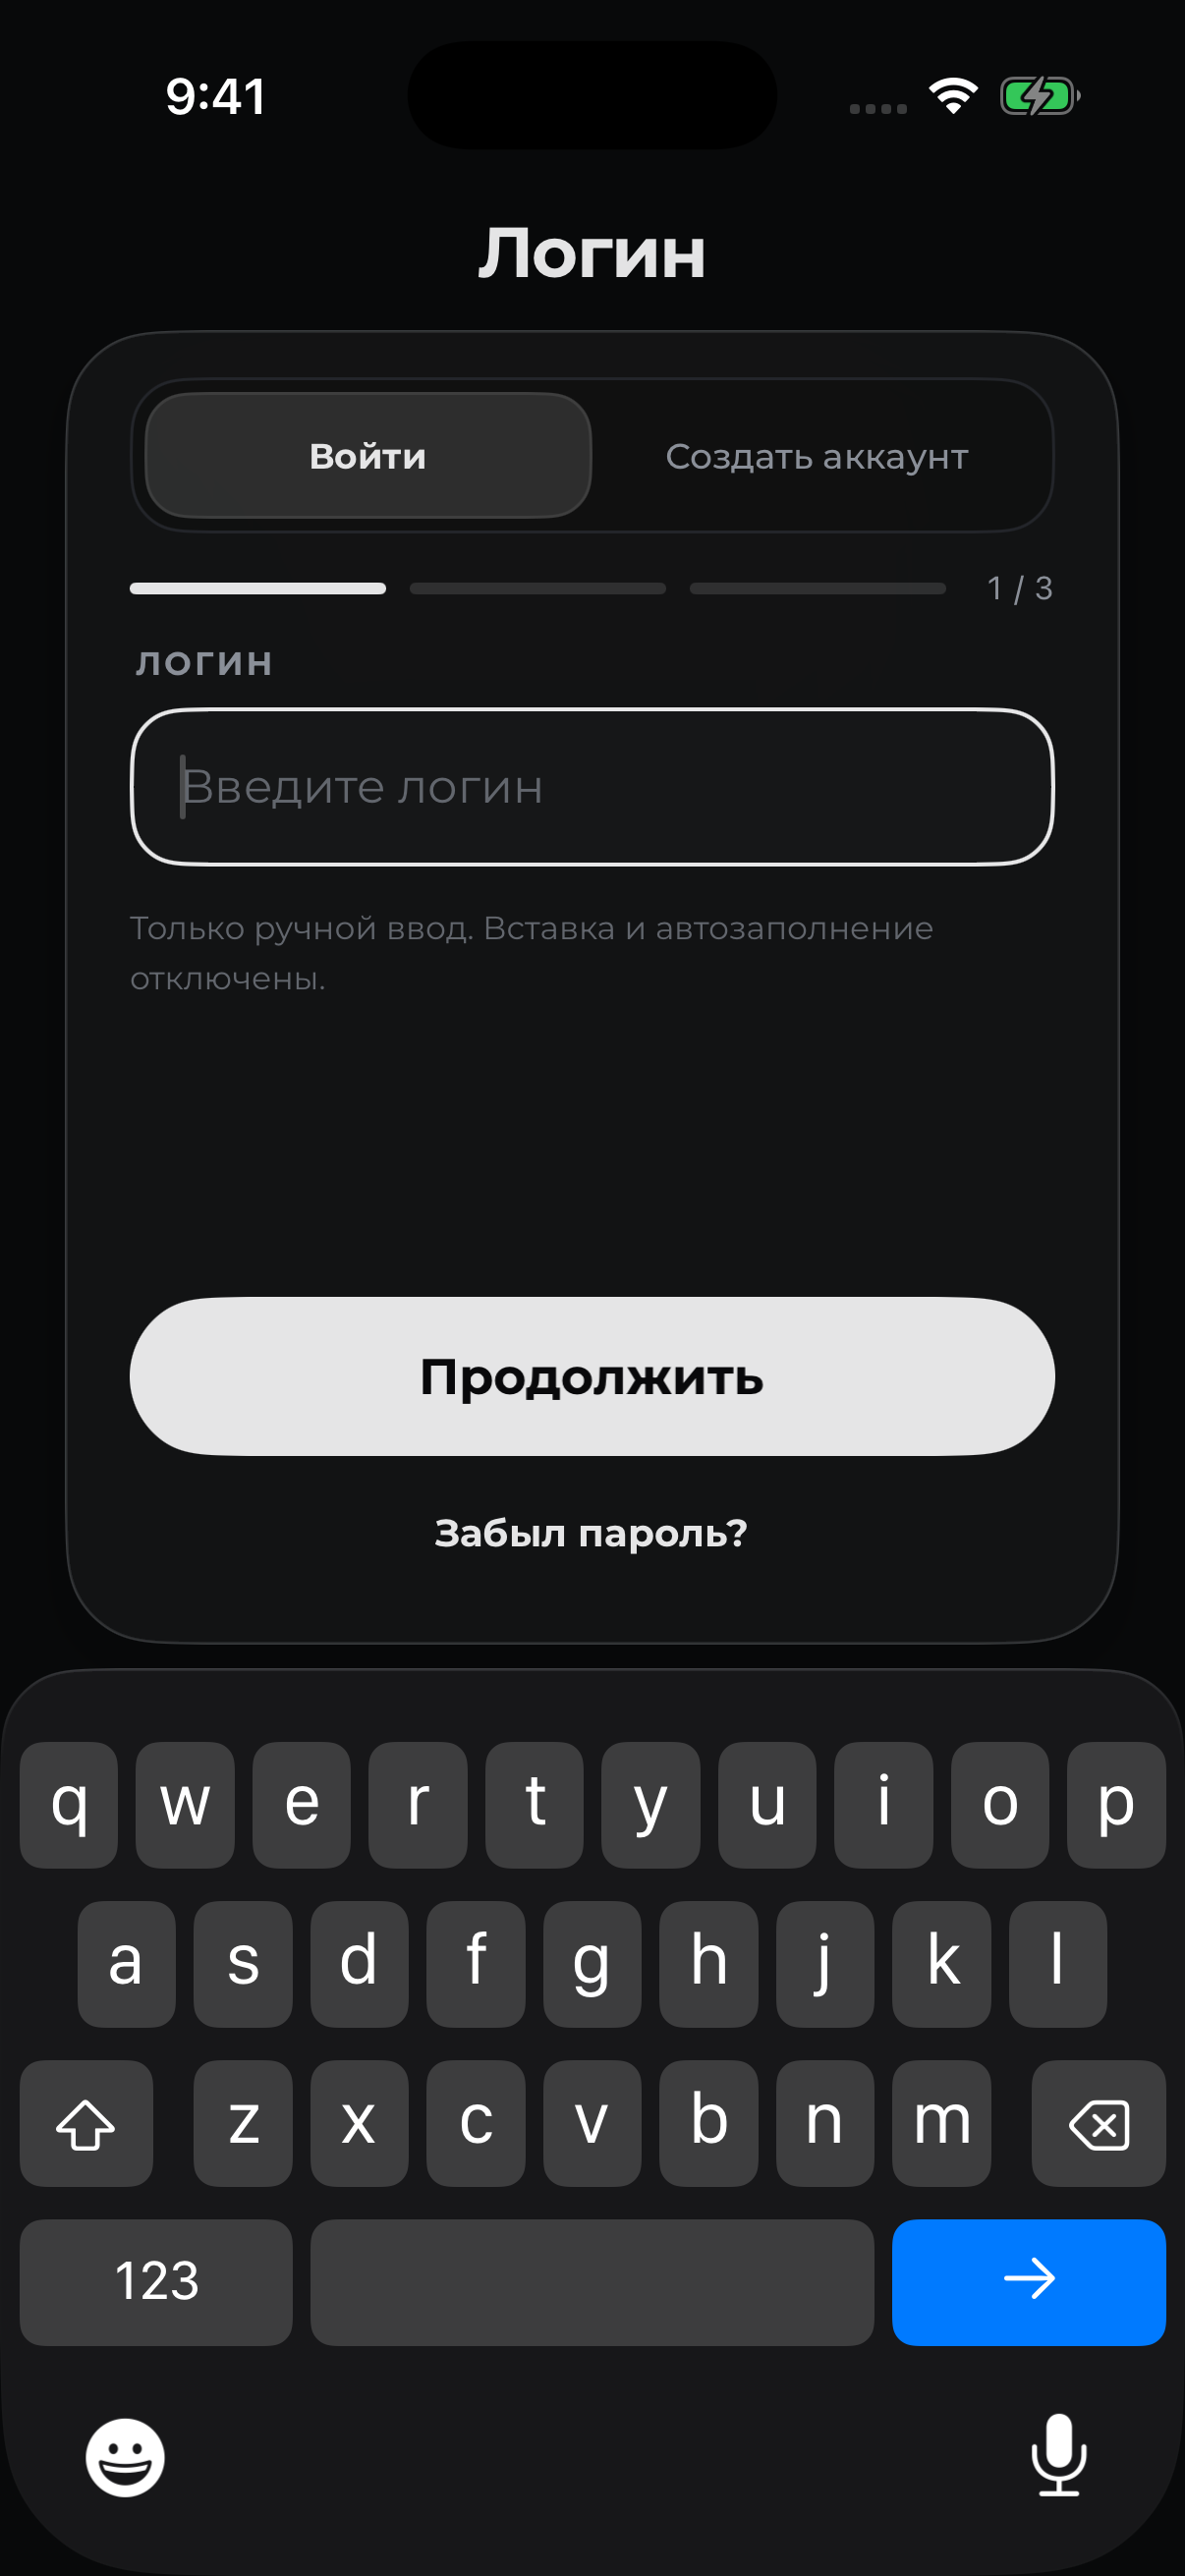 9:41
Логин
Войти
Создать аккаунт
1 / 3
ЛОГИН
Введите логин
Только ручной ввод. Вставка и автозаполнение
отключены.
Продолжить
Забыл пароль?
q w e r t y u i o p
a s d f g h j k l
z x c v b n m
123